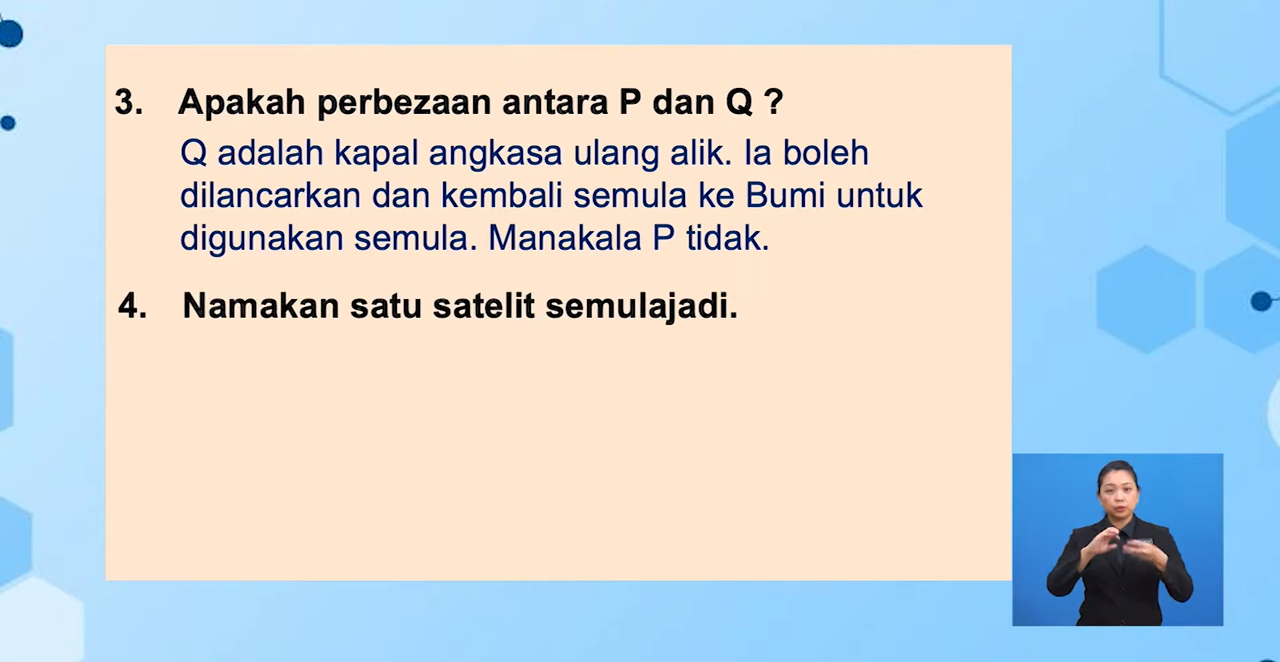 3. Apakah perbezaan antara P dan Q ?
Q adalah kapal angkasa ulang alik. Ia boleh
dilancarkan dan kembali semula ke Bumi untuk
digunakan semula. Manakala P tidak.
4. Namakan satu satelit semulajadi.